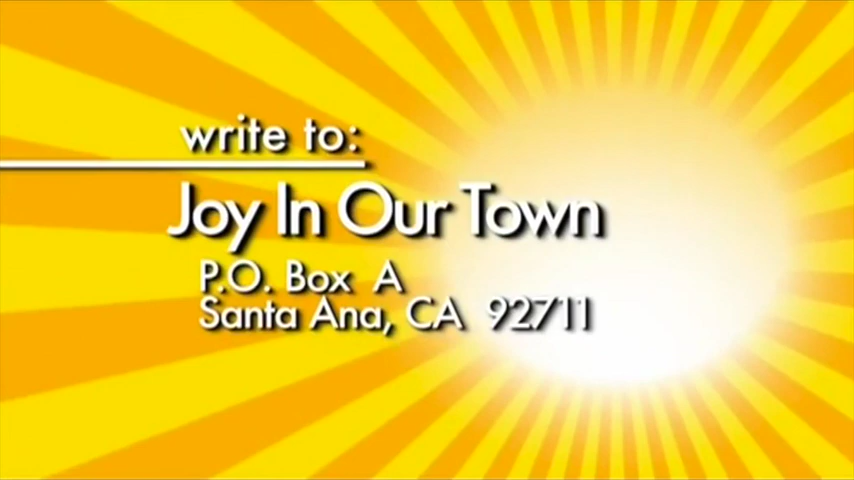 write to:
Joy In Our Town
P.O. Box A
Santa Ana, CA 92711